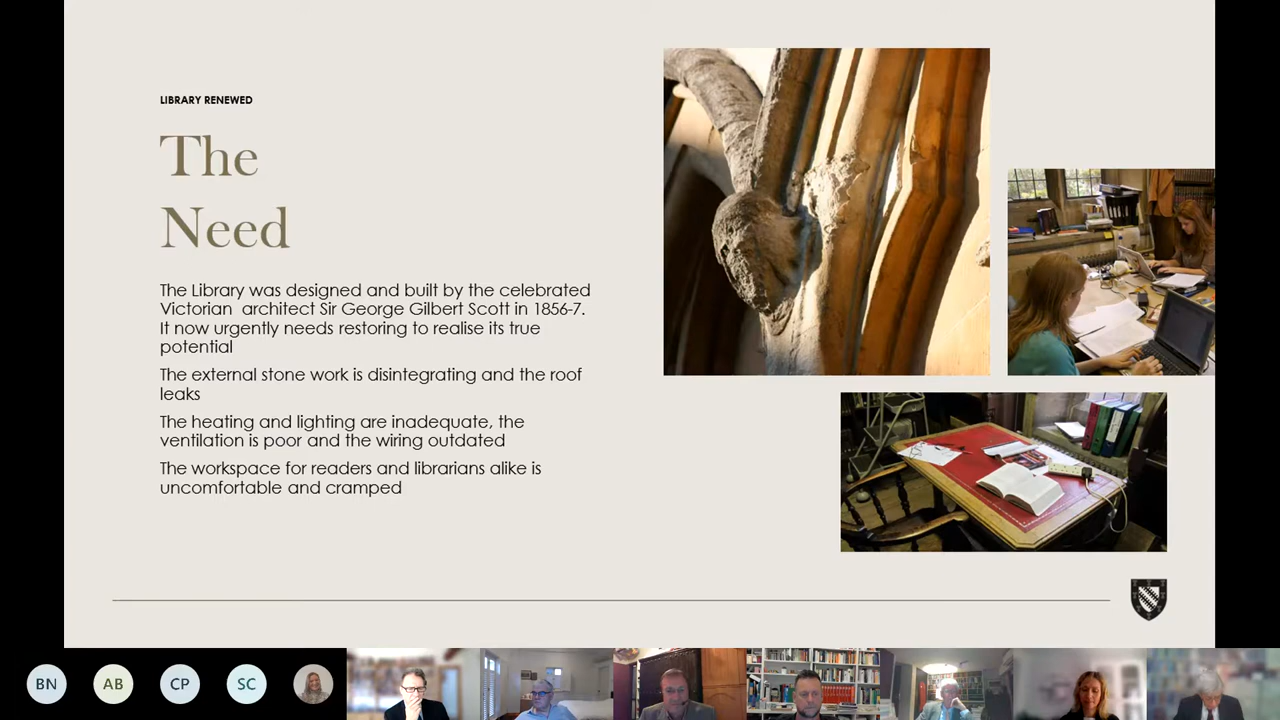 LIBRARY RENEWED
The
Need
The Library was designed and built by the celebrated
Victorian architect Sir George Gilbert Scott in 1856-7.
It now urgently needs restoring to realise its true
potential
The external stone work is disintegrating and the roof
leaks
The heating and lighting are inadequate, the
ventilation is poor and the wiring outdated
The workspace for readers and librarians alike is
uncomfortable and cramped
BN
AB
CP
SC